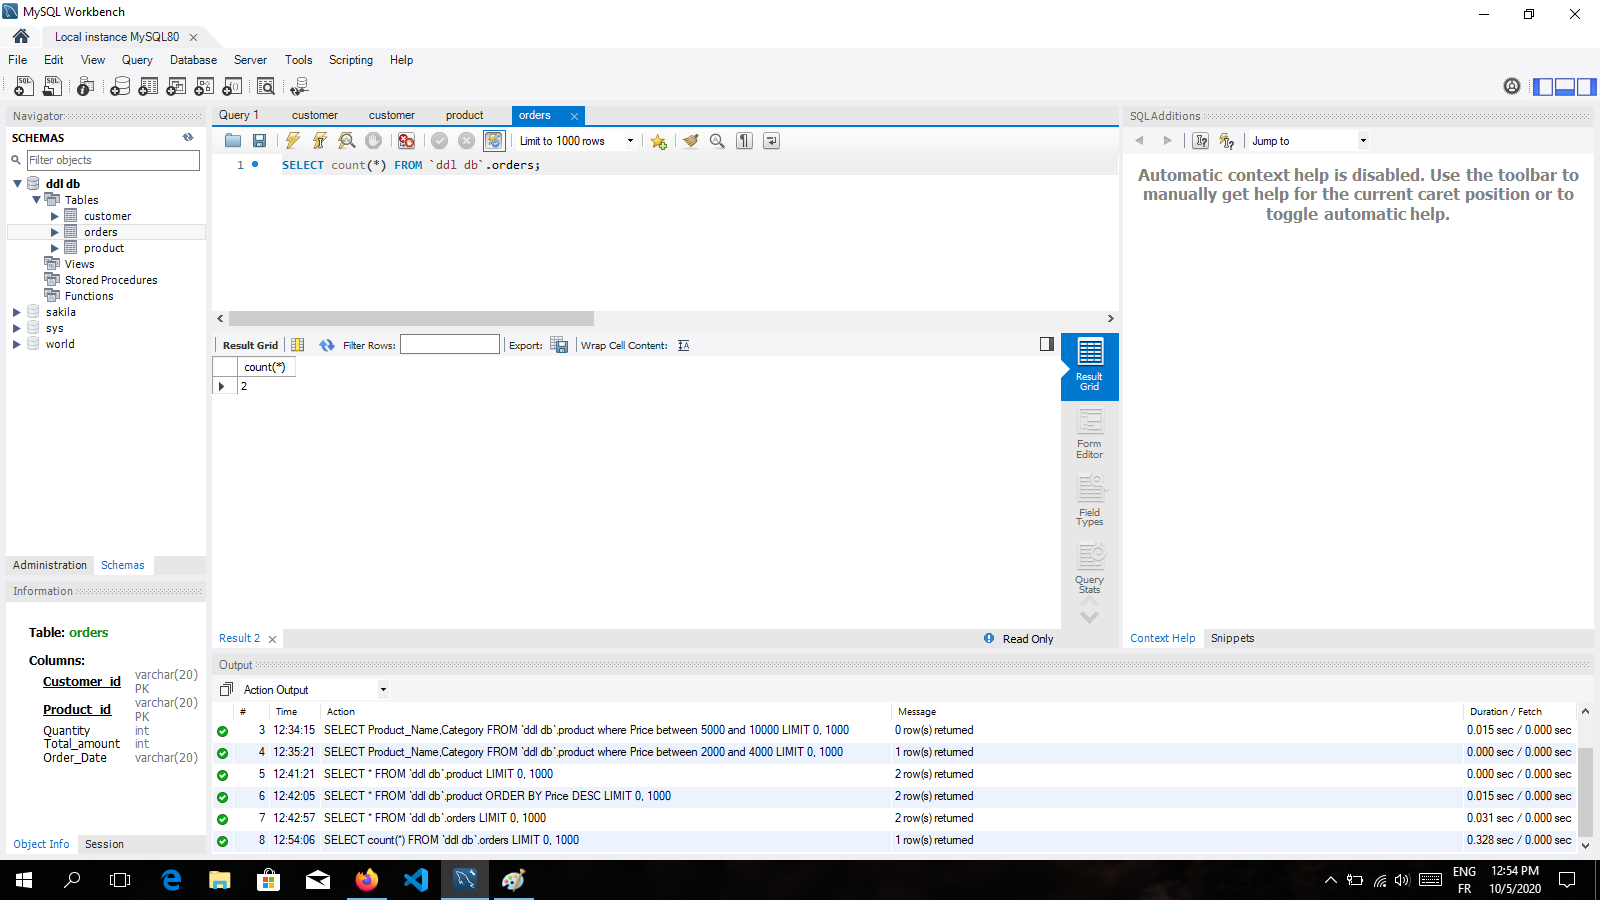 MySQL Workbench
Local instance MySQL80
File Edit View Query Database Server Tools Scripting Help
Navigator
SCHEMAS
Filter objects
ddl db
Tables
customer
orders
product
Views
Stored Procedures
Functions
sakila
sys
world
Administration Schemas
Information
Table: orders
Columns:
Customer_id varchar(20) PK
Product_id varchar(20) PK
Quantity int
Total_amount int
Order_Date varchar(20)
Object Info Session
Query 1 customer customer product orders
Limit to 1000 rows
1 SELECT count(*) FROM `ddl db`.orders;
Result Grid Filter Rows: Export: Wrap Cell Content:
count(*)
2
Result Grid
Form Editor
Field Types
Query Stats
Result 2 Read Only
SQLAdditions
Jump to
Automatic context help is disabled. Use the toolbar to
manually get help for the current caret position or to
toggle automatic help.
Context Help Snippets
Output
Action Output
# Time Action Message Duration / Fetch
3 12:34:15 SELECT Product_Name,Category FROM `ddl db`.product where Price between 5000 and 10000 LIMIT 0, 1000 0 row(s) returned 0.015 sec / 0.000 sec
4 12:35:21 SELECT Product_Name,Category FROM `ddl db`.product where Price between 2000 and 4000 LIMIT 0, 1000 1 row(s) returned 0.000 sec / 0.000 sec
5 12:41:21 SELECT * FROM `ddl db`.product LIMIT 0, 1000 2 row(s) returned 0.000 sec / 0.000 sec
6 12:42:05 SELECT * FROM `ddl db`.product ORDER BY Price DESC LIMIT 0, 1000 2 row(s) returned 0.015 sec / 0.000 sec
7 12:42:57 SELECT * FROM `ddl db`.orders LIMIT 0, 1000 2 row(s) returned 0.031 sec / 0.000 sec
8 12:54:06 SELECT count(*) FROM `ddl db`.orders LIMIT 0, 1000 1 row(s) returned 0.328 sec / 0.000 sec
ENG 12:54 PM
FR 10/5/2020